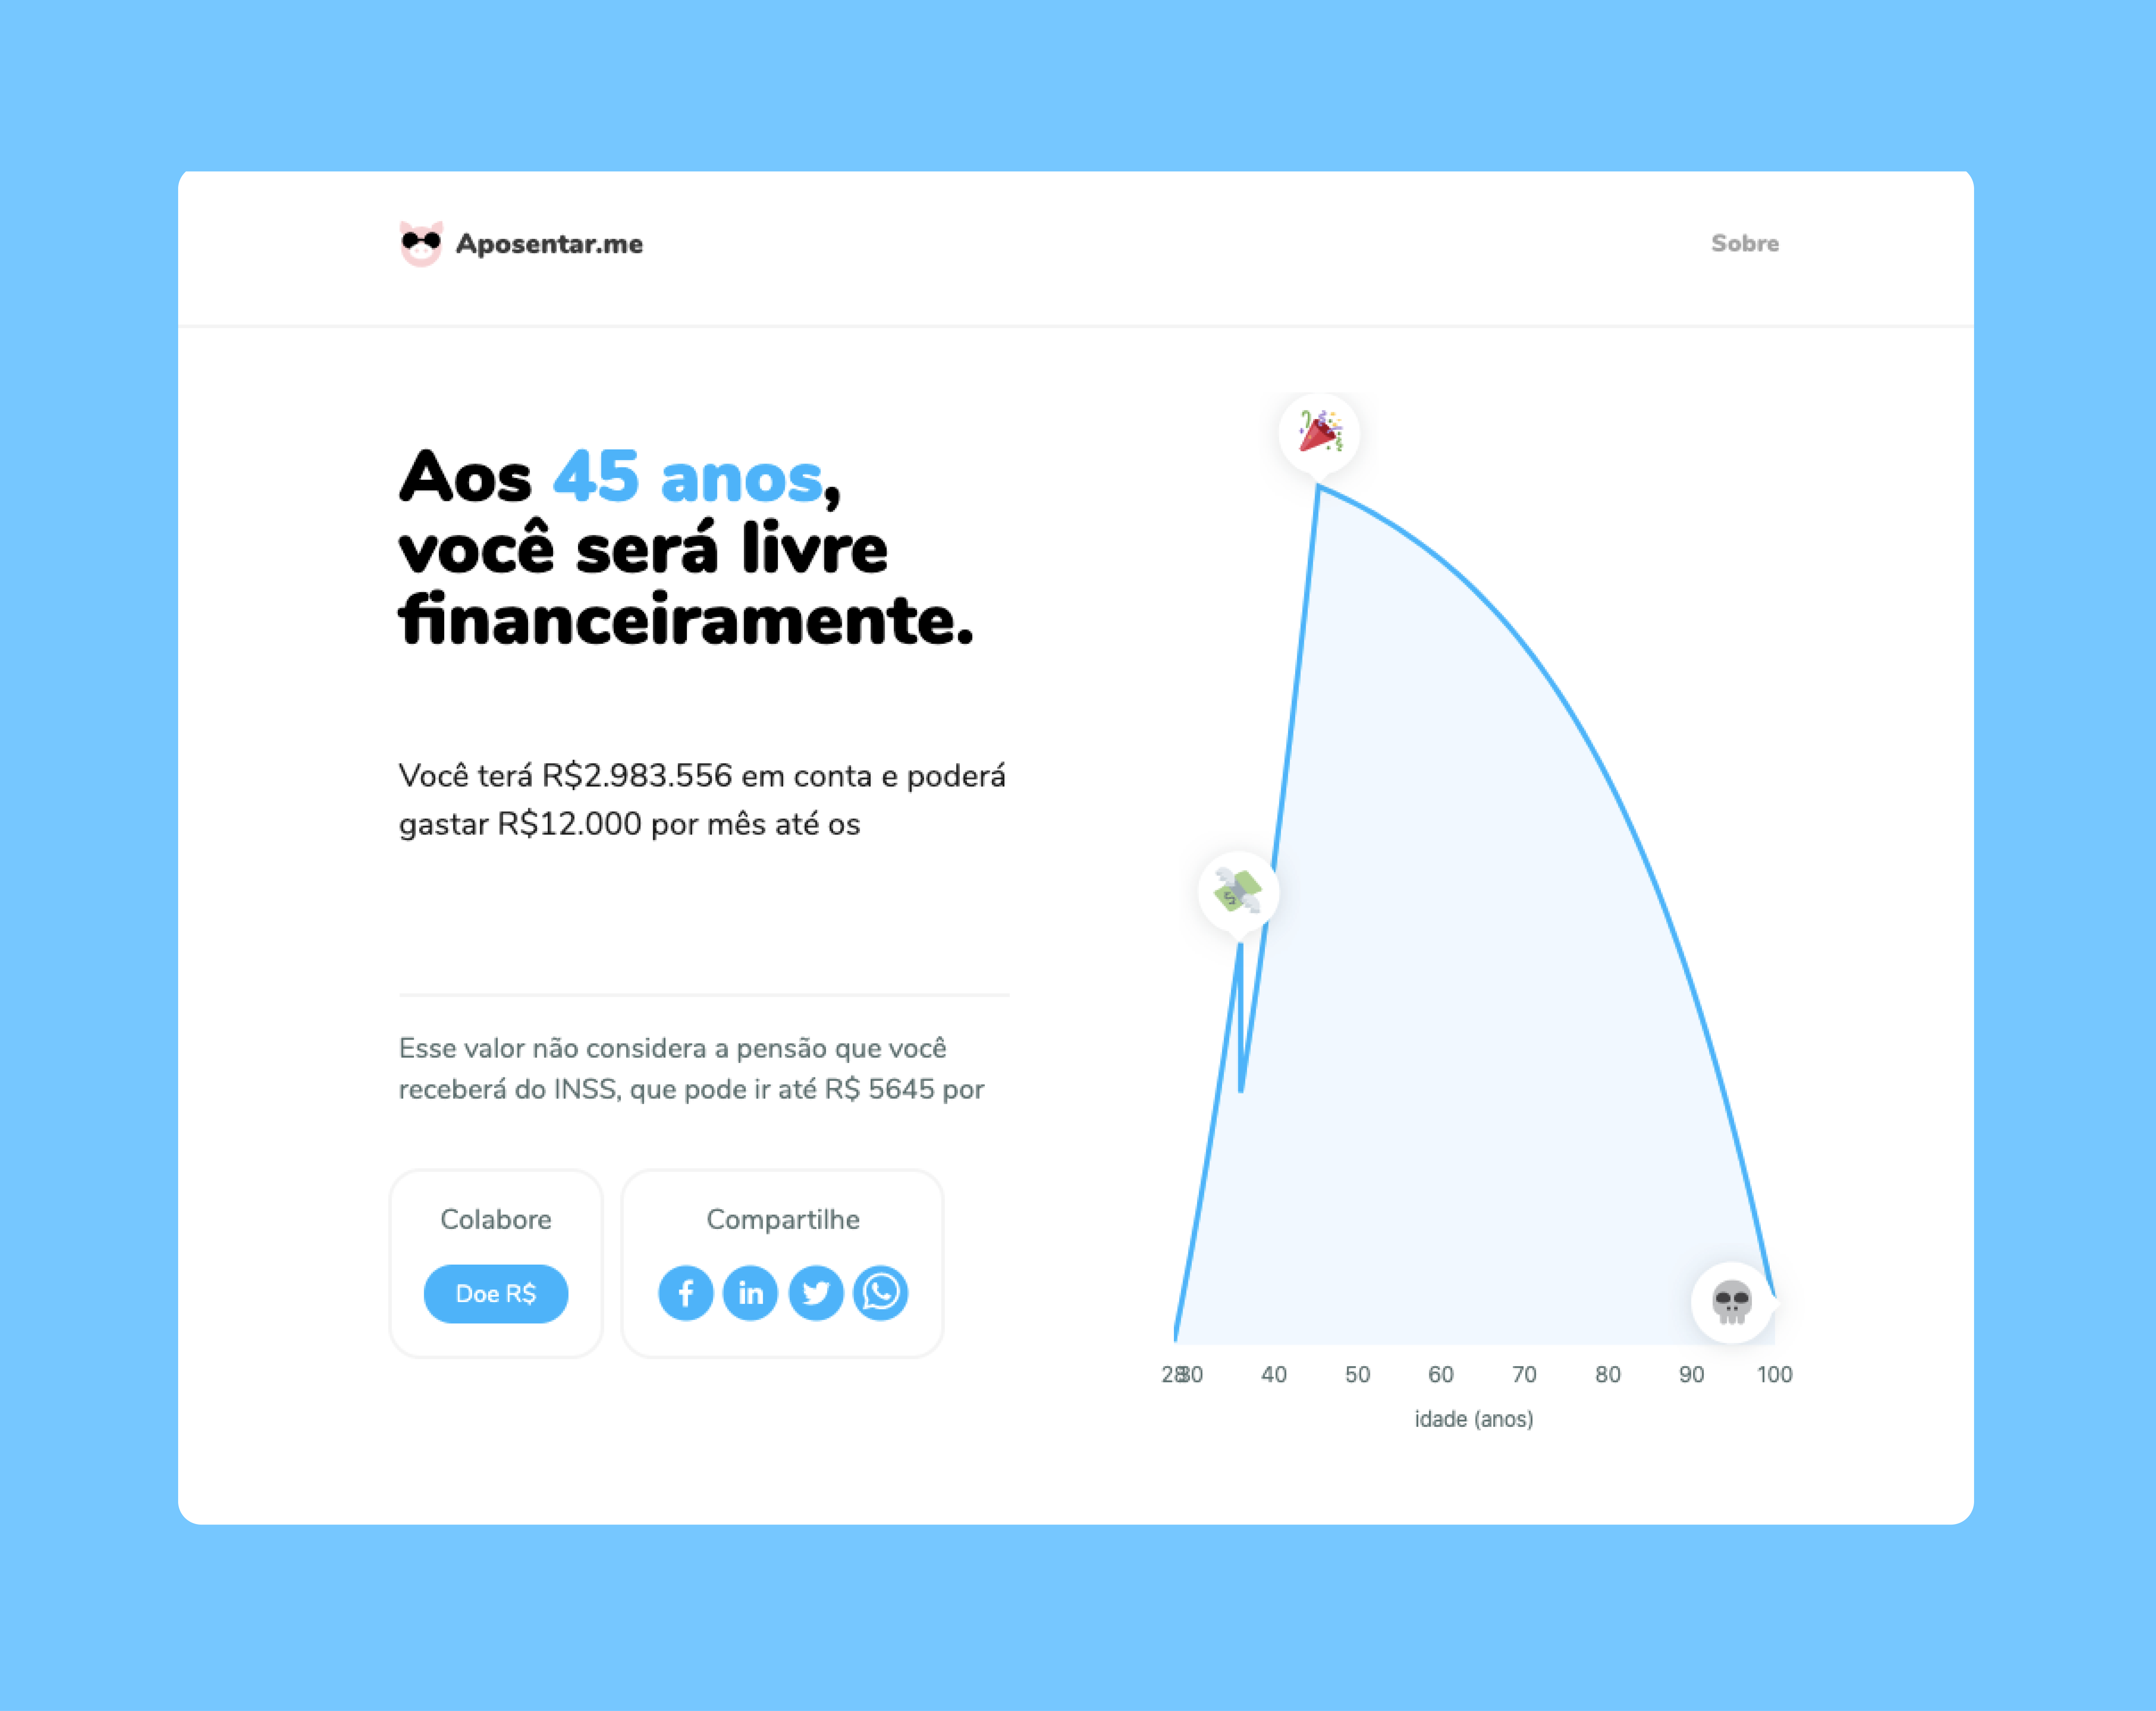 Aposentar.me
Sobre
Aos 45 anos,
você será livre
financeiramente.
Você terá R$2.983.556 em conta e poderá
gastar R$12.000 por mês até os
Esse valor não considera a pensão que você
receberá do INSS, que pode ir até R$ 5645 por
Colabore
Doe R$
Compartilhe
28 30 40 50 60 70 80 90 100
idade (anos)